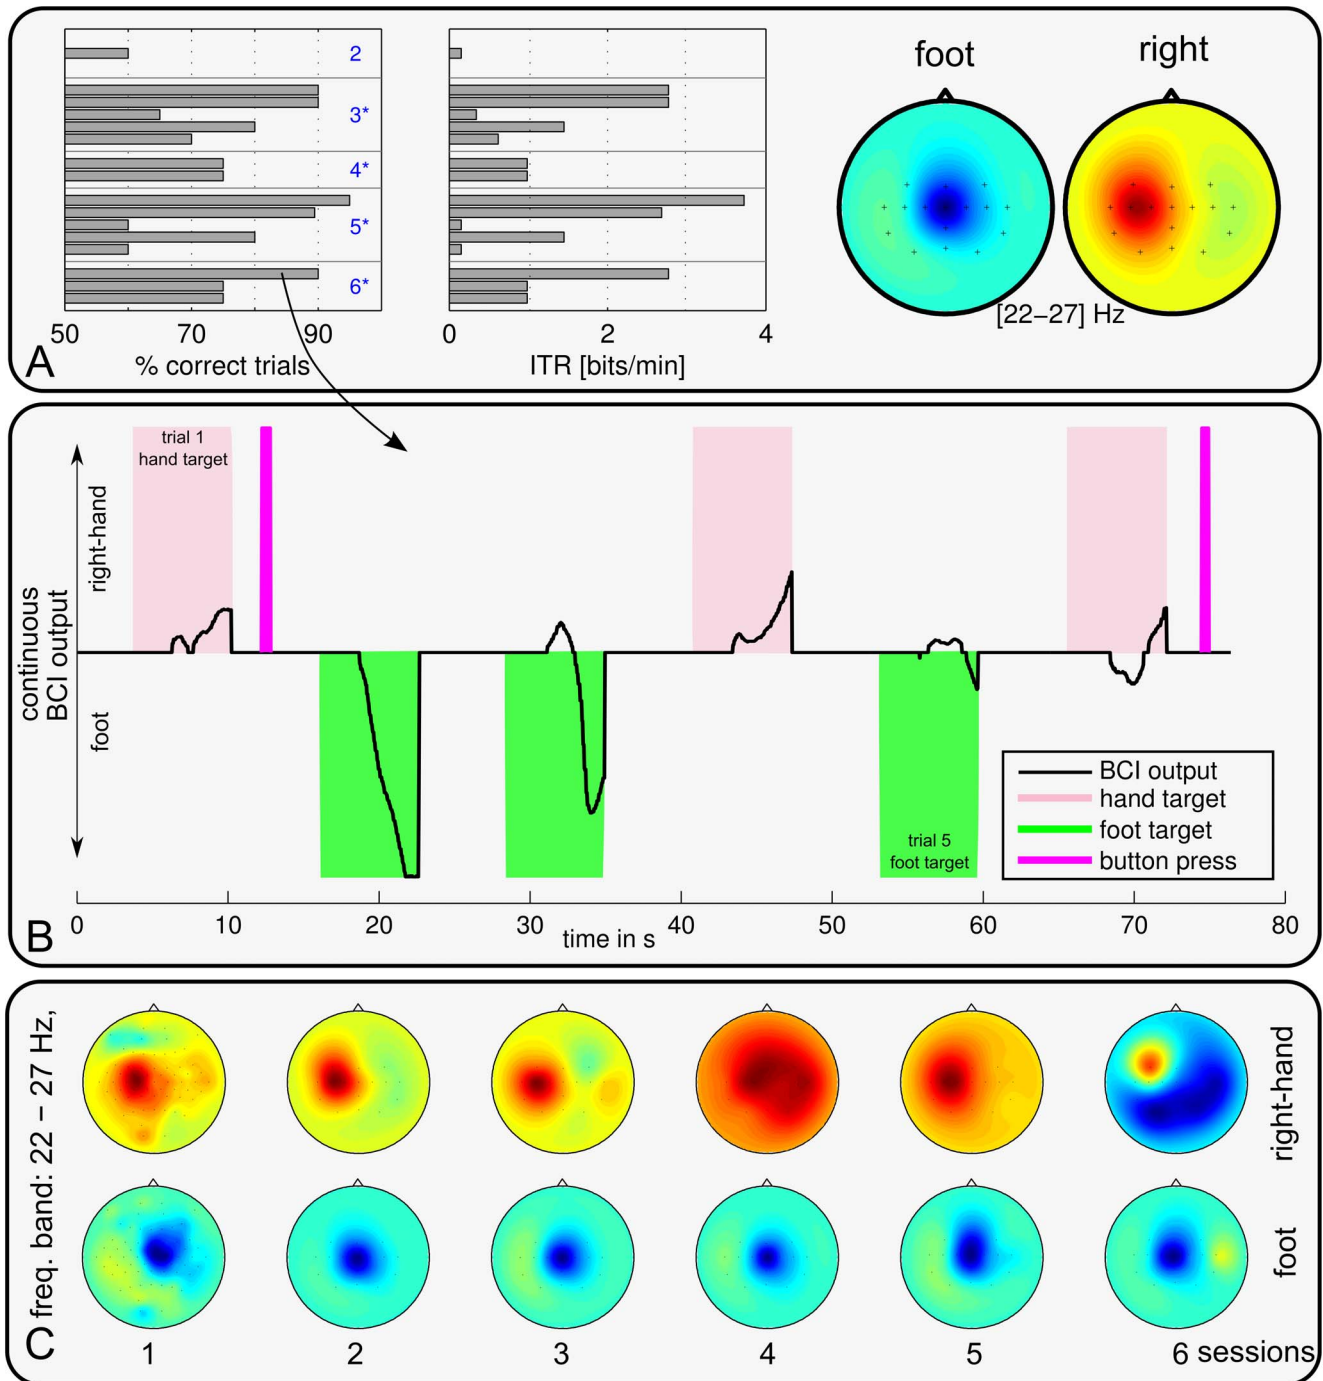 2
3*
4*
5*
6*
50 70 90
% correct trials
0 2 4
ITR [bits/min]
foot right
[22−27] Hz
A
trial 1
hand target
right-hand
continuous
BCI output
foot
trial 5
foot target
BCI output
hand target
foot target
button press
0 10 20 30 40 50 60 70 80
time in s
B
freq. band: 22 − 27 Hz,
right-hand
foot
C
1 2 3 4 5 6 sessions